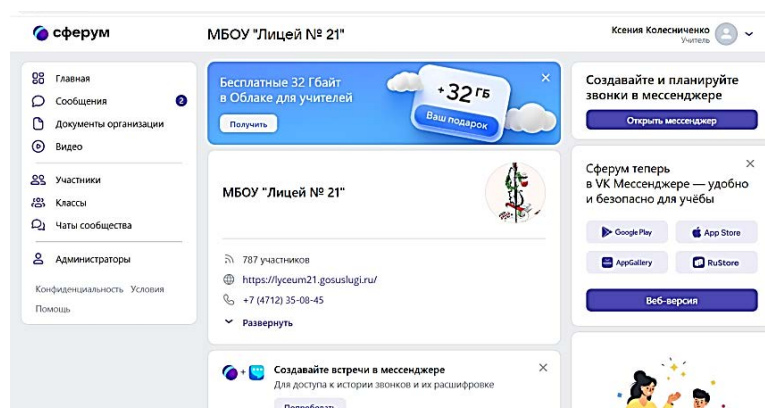 сферум
МБОУ "Лицей № 21"
Ксения Колесниченко
Учитель
Главная
Сообщения 2
Документы организации
Видео
Участники
Классы
Чаты сообщества
Администраторы
Конфиденциальность Условия
Помощь
Бесплатные 32 Гбайт
в Облаке для учителей
Получить
+32 ГБ
Ваш подарок
МБОУ "Лицей № 21"
787 участников
https://lyceum21.gosuslugi.ru/
+7 (4712) 35-08-45
Развернуть
Создавайте встречи в мессенджере
Для доступа к истории звонков и их расшифровке
Попробовать
Создавайте и планируйте
звонки в мессенджере
Открыть мессенджер
Сферум теперь
в VK Мессенджере — удобно
и безопасно для учёбы
Google Play
App Store
AppGallery
RuStore
Веб-версия